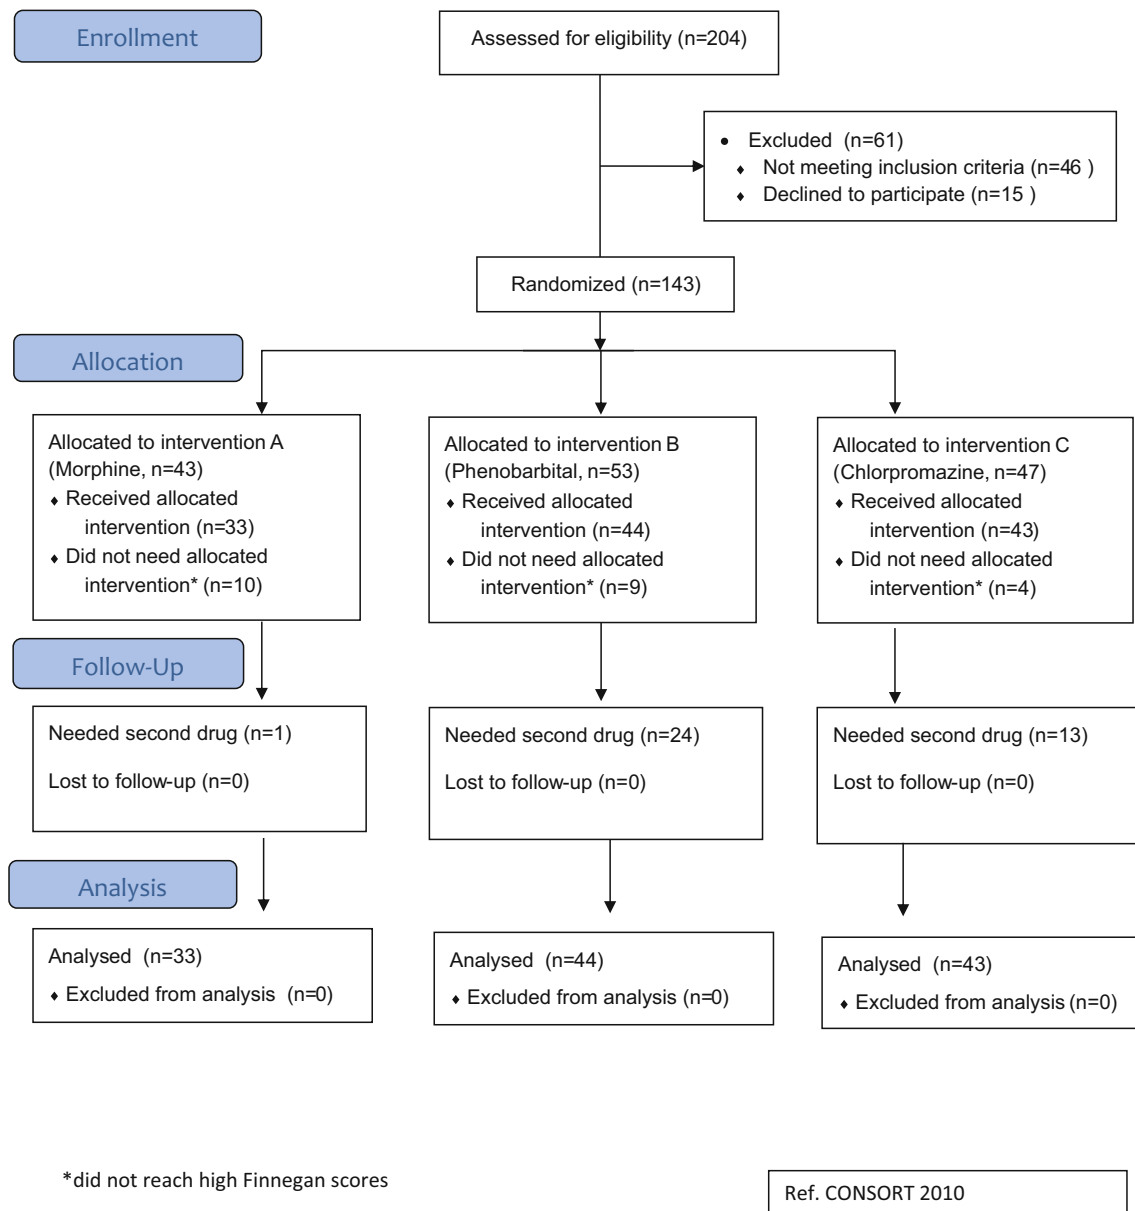 Enrollment
Assessed for eligibility (n=204)
• Excluded (n=61)
♦ Not meeting inclusion criteria (n=46 )
♦ Declined to participate (n=15 )
Randomized (n=143)
Allocation
Allocated to intervention A
(Morphine, n=43)
♦ Received allocated
intervention (n=33)
♦ Did not need allocated
intervention* (n=10)
Allocated to intervention B
(Phenobarbital, n=53)
♦ Received allocated
intervention (n=44)
♦ Did not need allocated
intervention* (n=9)
Allocated to intervention C
(Chlorpromazine, n=47)
♦ Received allocated
intervention (n=43)
♦ Did not need allocated
intervention* (n=4)
Follow-Up
Needed second drug (n=1)
Lost to follow-up (n=0)
Needed second drug (n=24)
Lost to follow-up (n=0)
Needed second drug (n=13)
Lost to follow-up (n=0)
Analysis
Analysed (n=33)
♦ Excluded from analysis (n=0)
Analysed (n=44)
♦ Excluded from analysis (n=0)
Analysed (n=43)
♦ Excluded from analysis (n=0)
*did not reach high Finnegan scores
Ref. CONSORT 2010